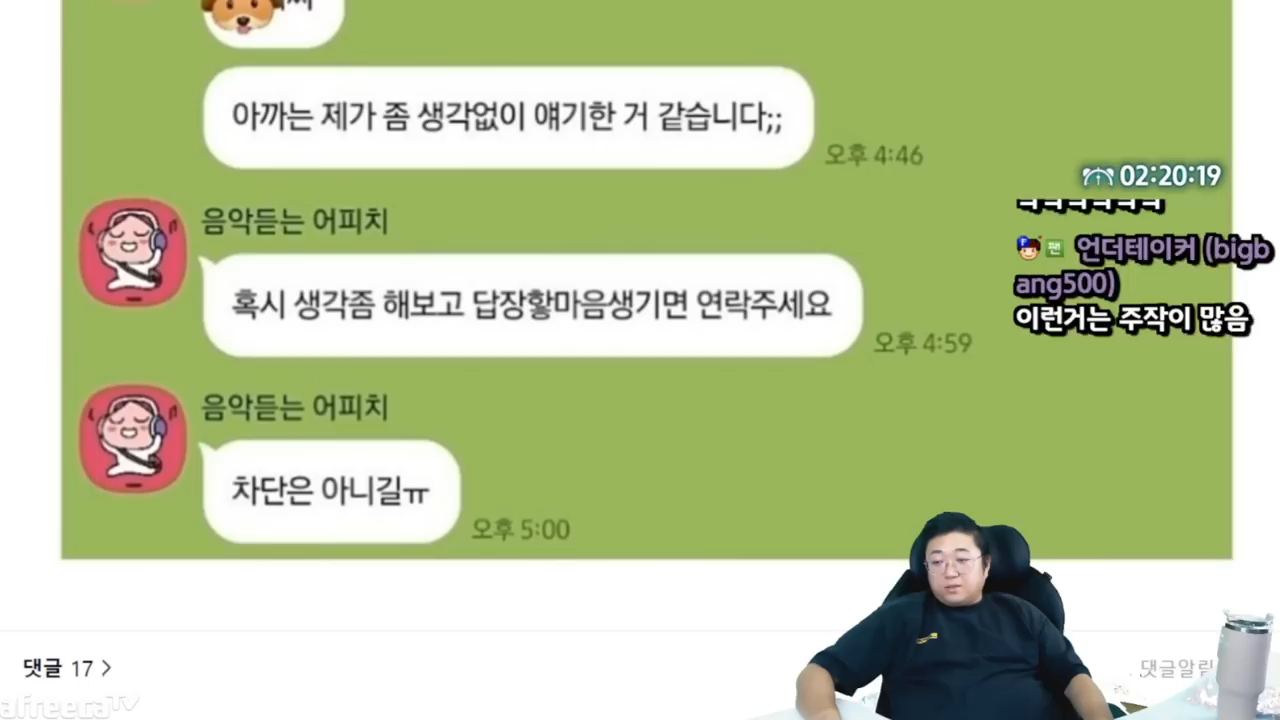 아까는 제가 좀 생각없이 얘기한 거 같습니다;;
오후 4:46
음악듣는 어피치
혹시 생각좀 해보고 답장핳마음생기면 연락주세요
오후 4:59
음악듣는 어피치
차단은 아니길ㅠ
오후 5:00
댓글 17 >
댓글알림
afreecaTV
02:20:19
ㅋㅋㅋㅋㅋㅋ
팬 언더테이커 (bigb
ang500)
이런거는 주작이 많음